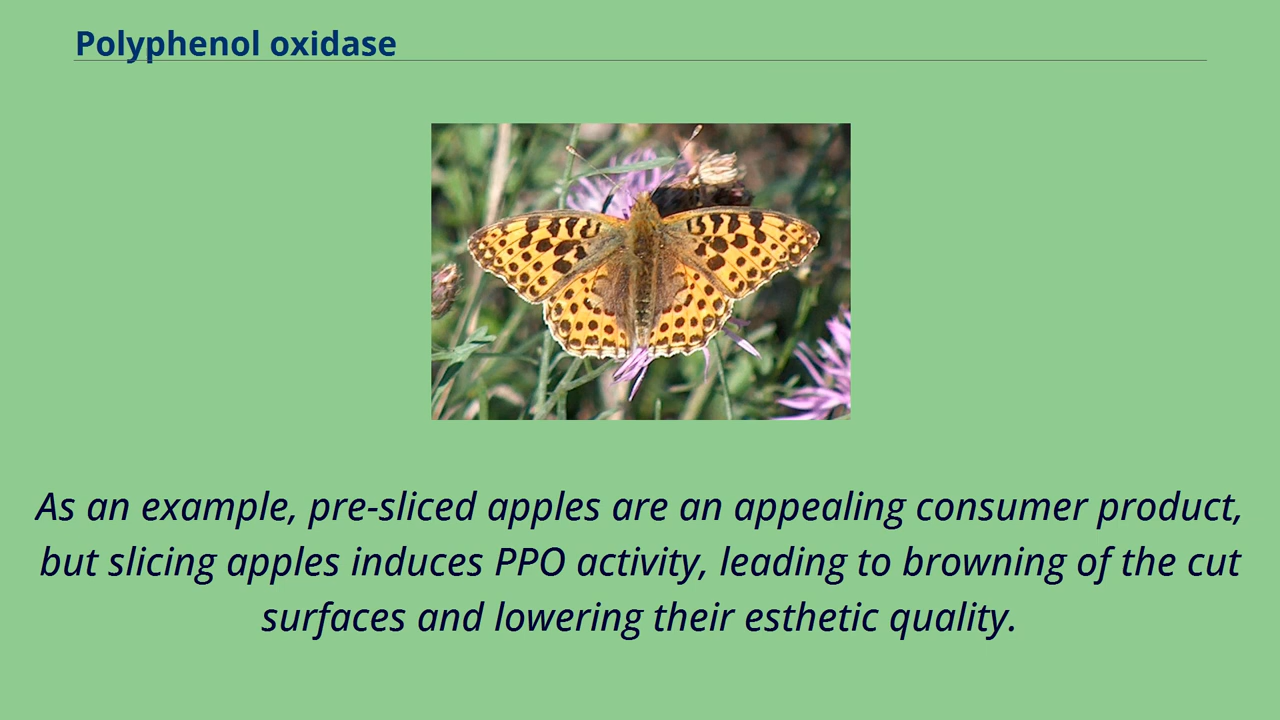 Polyphenol oxidase
As an example, pre-sliced apples are an appealing consumer product,
but slicing apples induces PPO activity, leading to browning of the cut
surfaces and lowering their esthetic quality.